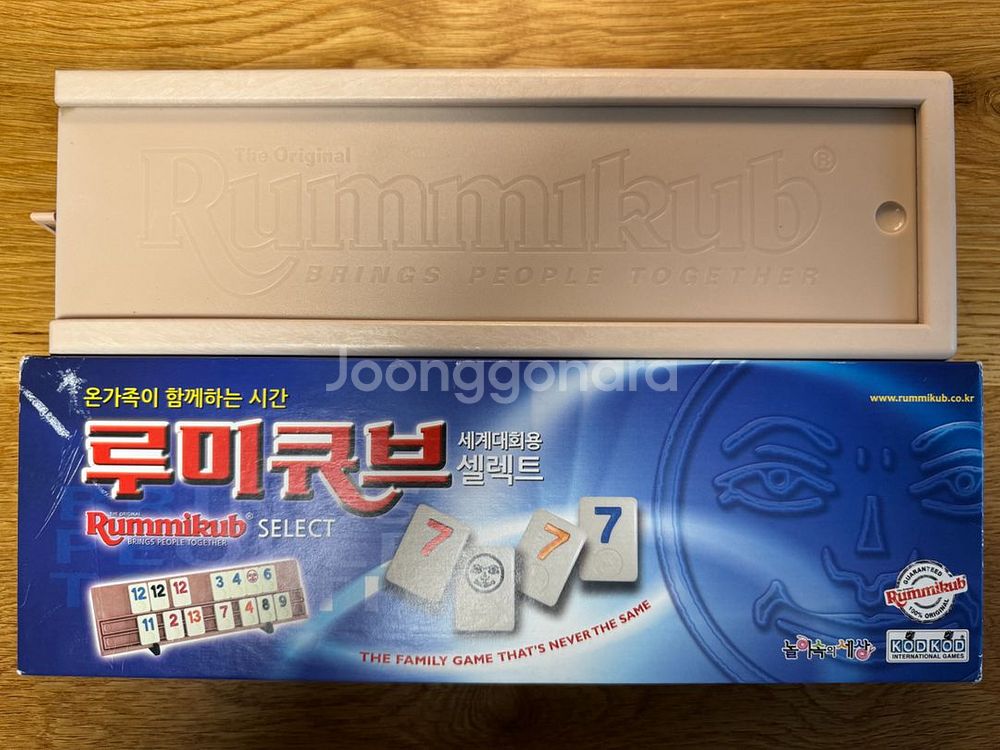 The Original
Rummikub®
BRINGS PEOPLE TOGETHER
Joonggonara
온가족이 함께하는 시간
www.rummikub.co.kr
루미큐브
세계대회용
셀렉트
THE ORIGINAL
Rummikub
BRINGS PEOPLE TOGETHER
SELECT
7
7
7
12 12 12 3 4 6
11 2 13 7 4 8 9
THE FAMILY GAME THAT'S NEVER THE SAME
GUARANTEED
Rummikub
100% ORIGINAL
놀이속의세상
KODKOD
INTERNATIONAL GAMES